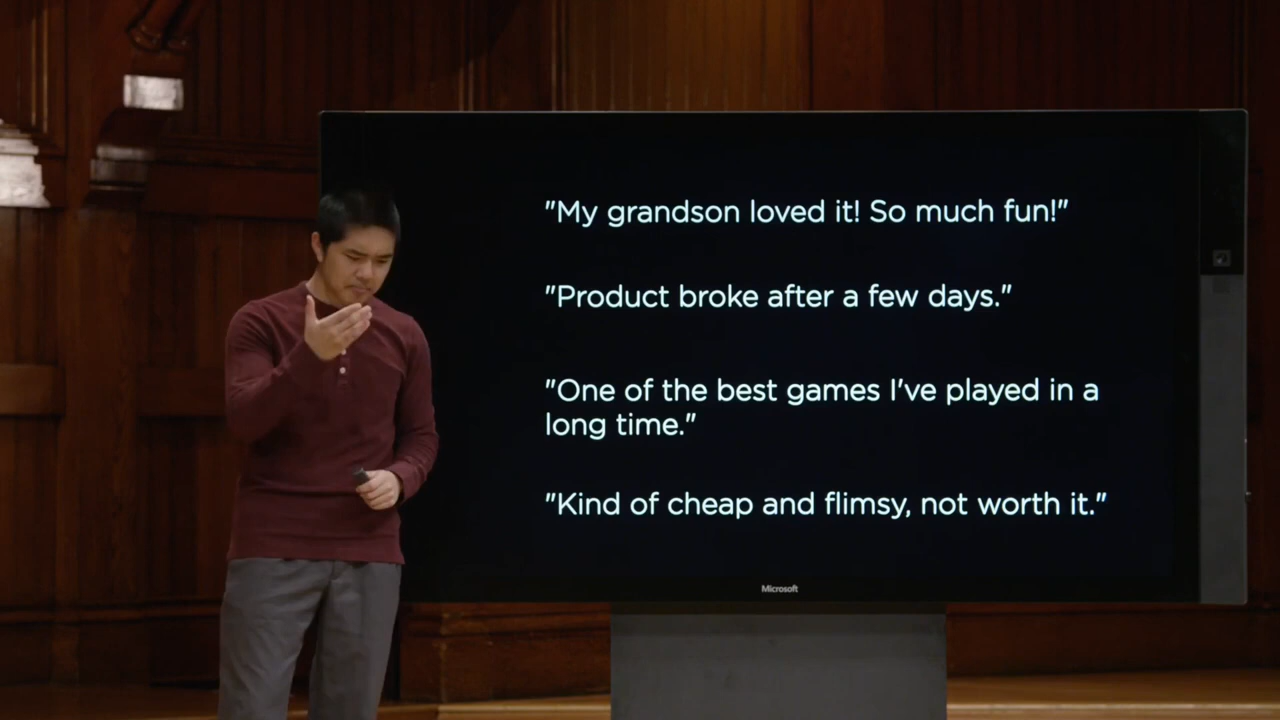 "My grandson loved it! So much fun!"
"Product broke after a few days."
"One of the best games I've played in a
long time."
"Kind of cheap and flimsy, not worth it."
Microsoft